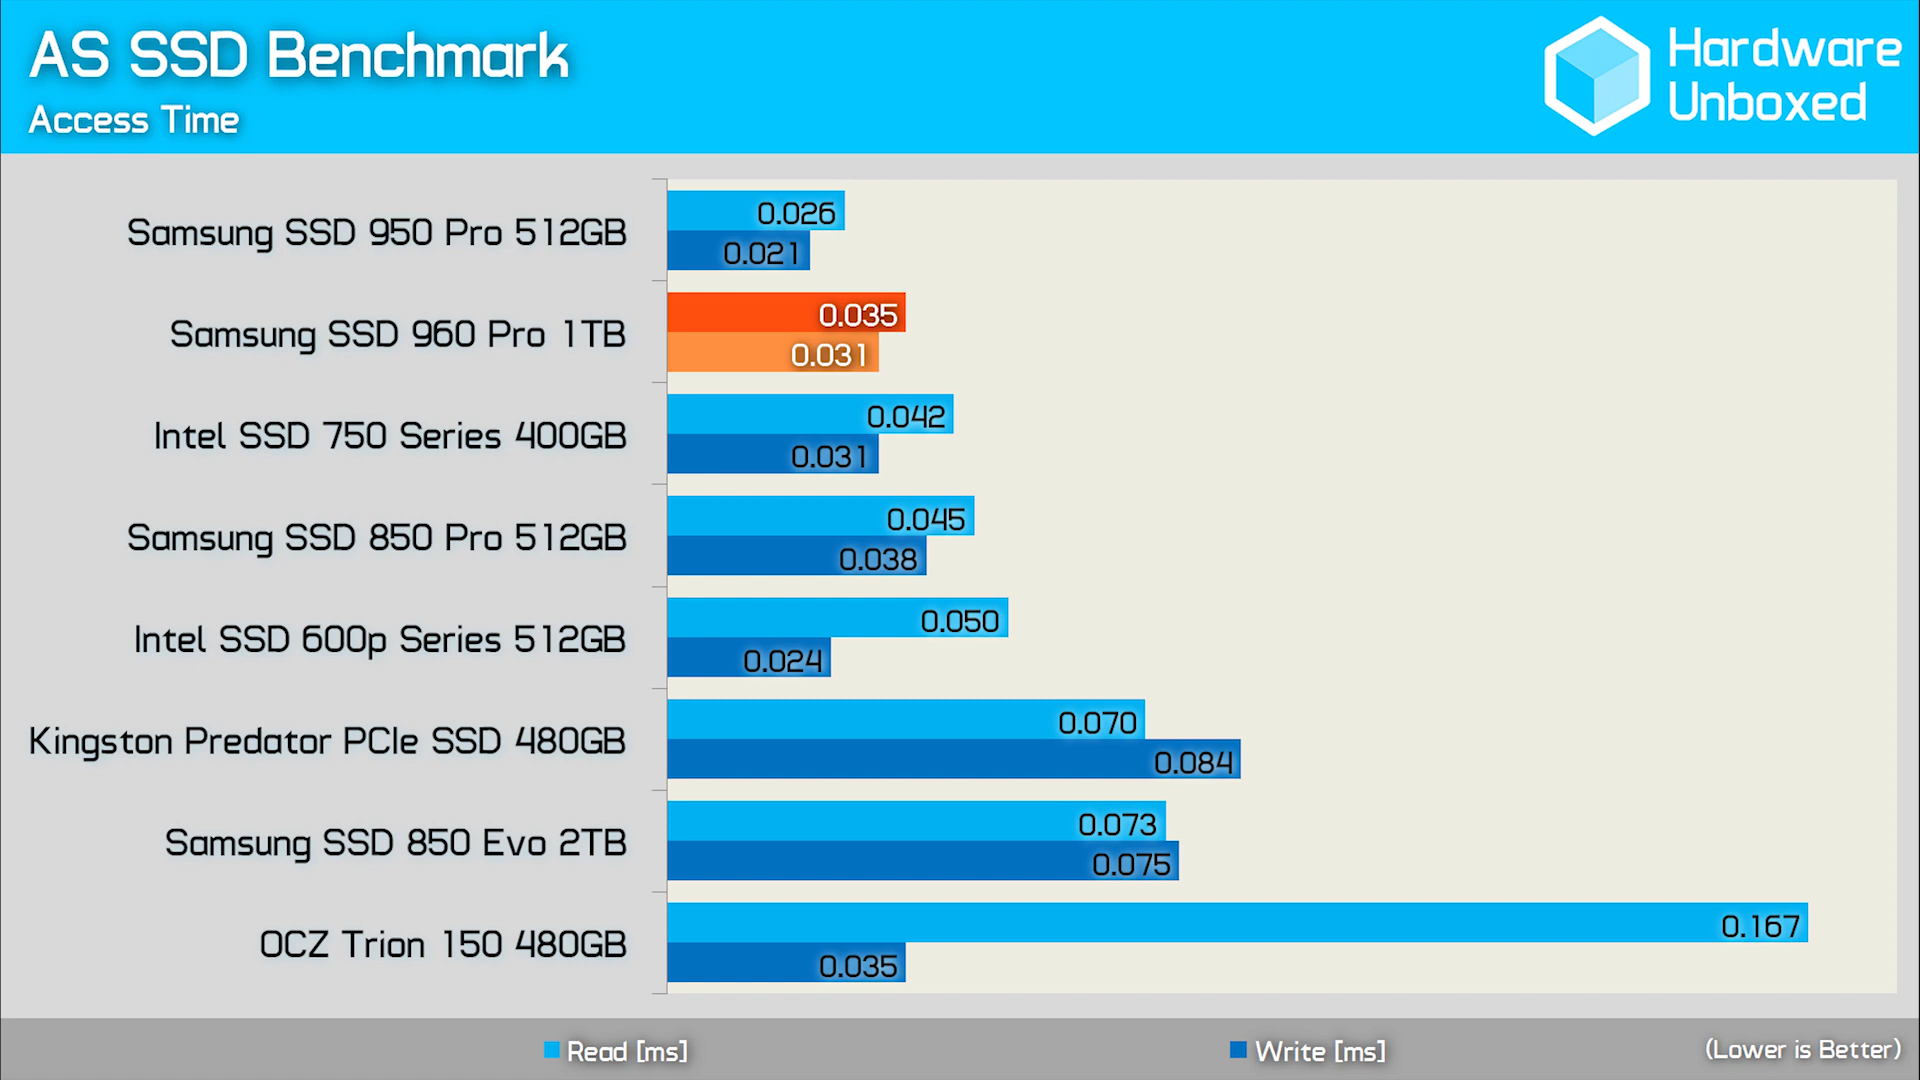 AS SSD Benchmark
Access Time
Hardware
Unboxed
Samsung SSD 950 Pro 512GB
0.026
0.021
Samsung SSD 960 Pro 1TB
0.035
0.031
Intel SSD 750 Series 400GB
0.042
0.031
Samsung SSD 850 Pro 512GB
0.045
0.038
Intel SSD 600p Series 512GB
0.050
0.024
Kingston Predator PCIe SSD 480GB
0.070
0.084
Samsung SSD 850 Evo 2TB
0.073
0.075
OCZ Trion 150 480GB
0.167
0.035
Read [ms]
Write [ms]
(Lower is Better)